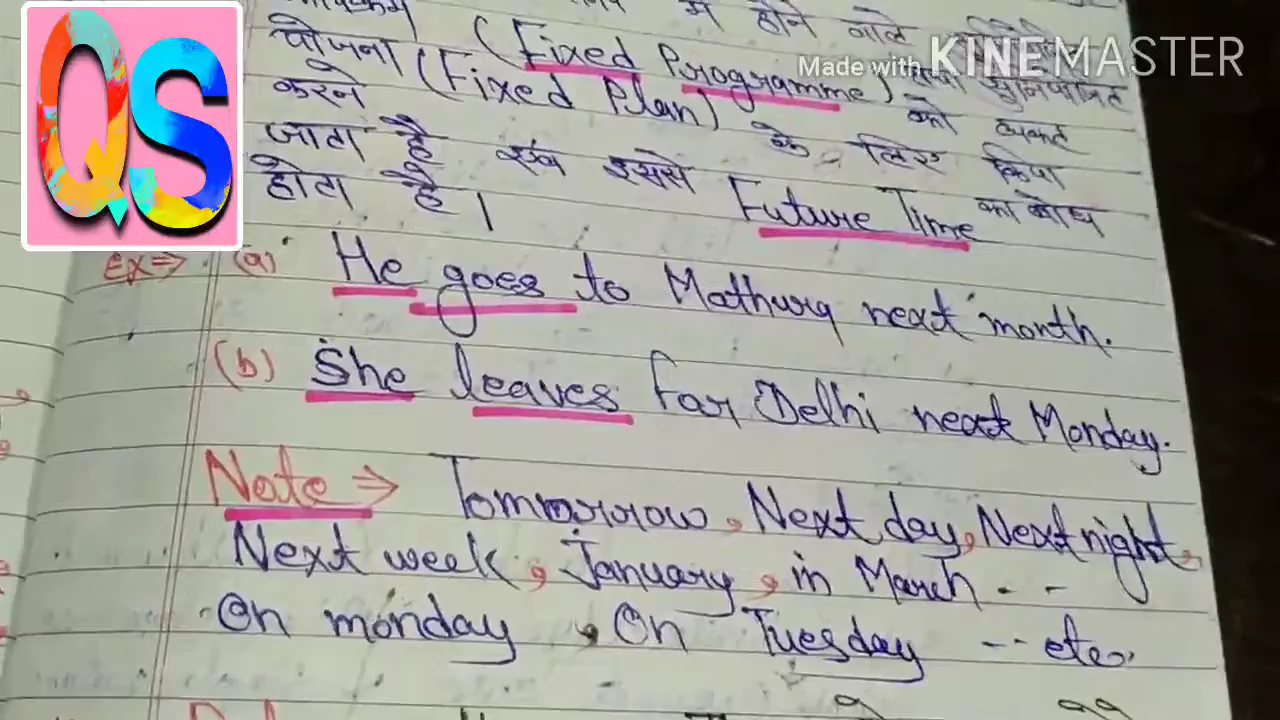 में होने वाले
योजना (Fixed Programme) तथा सुनियोजित
करने (Fixed Plan) को व्यक्त
जाता है एवं इससे के लिए किया
होता है। Future Time का बोध
Ex⇒ (a) He goes to Mathura next month.
(b) She leaves for Delhi next Monday.
Note ⇒ Tomorrow, Next day, Next night,
Next week, January, in March - -
On monday, On Tuesday --- etc.
QS
Made with KINEMASTER